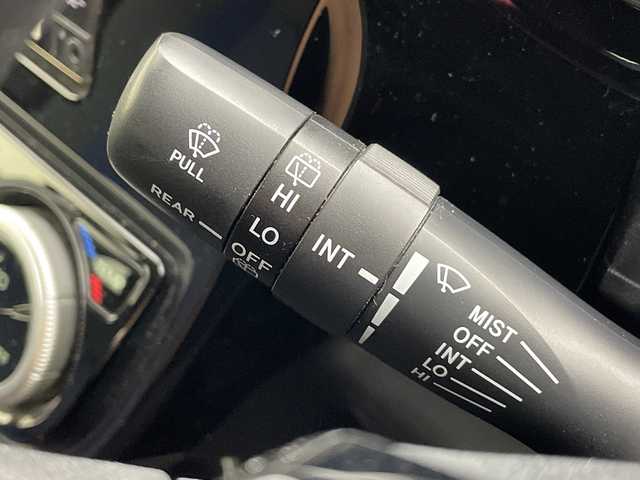 PULL
REAR
HI
LO
OFF
INT
MIST
OFF
INT
LO
HI